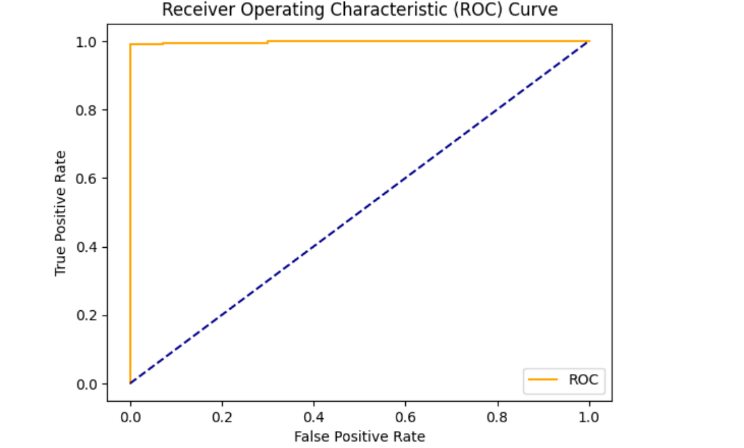 Receiver Operating Characteristic (ROC) Curve
1.0
0.8
0.6
0.4
0.2
0.0
True Positive Rate
ROC
0.0 0.2 0.4 0.6 0.8 1.0
False Positive Rate